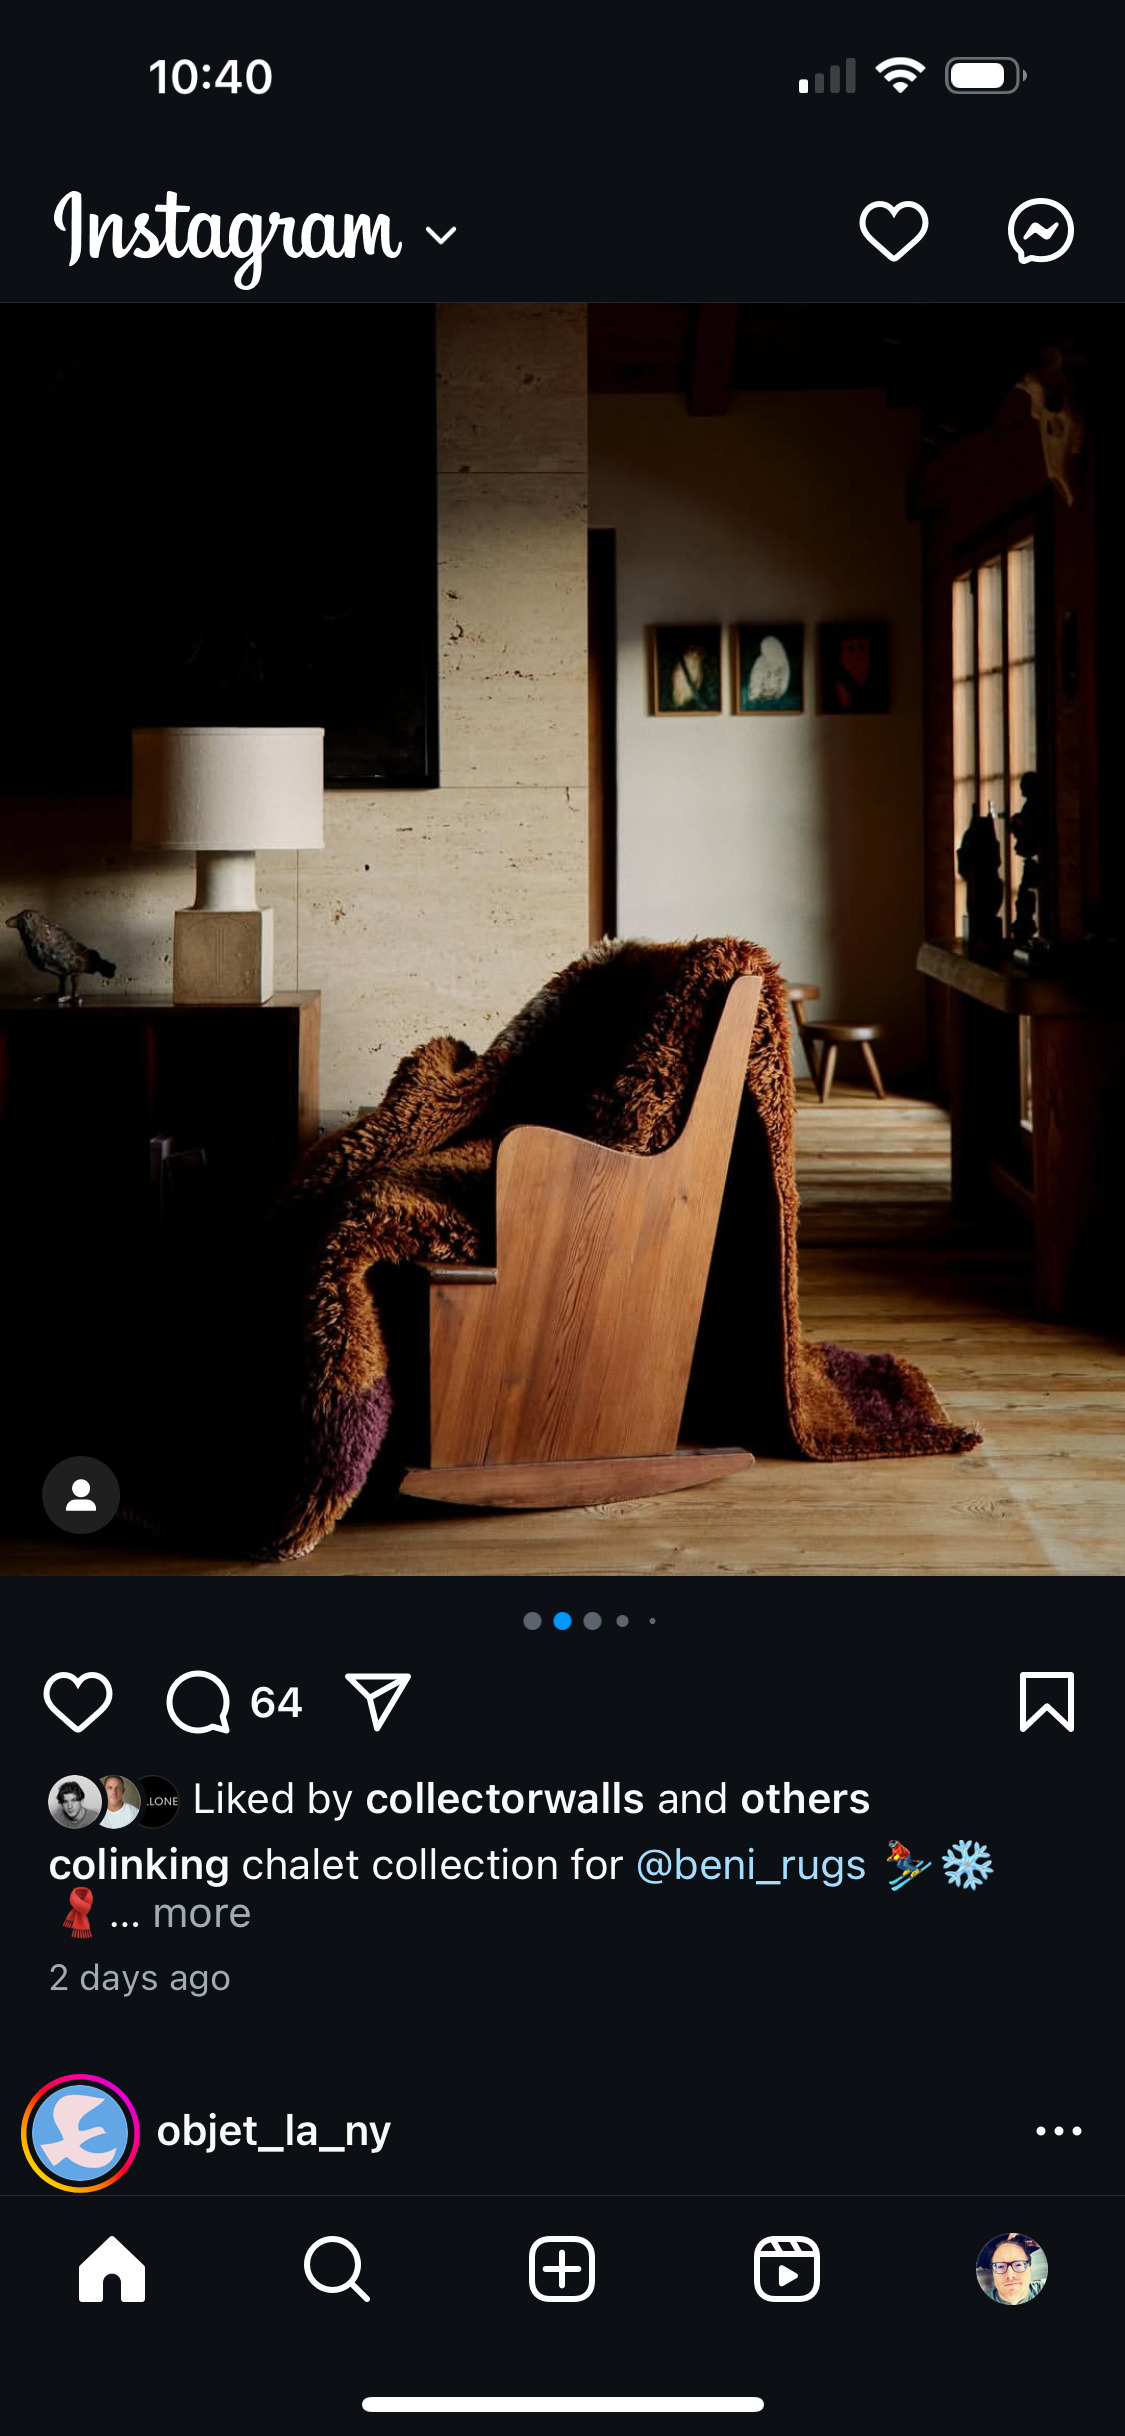 10:40
Instagram
64
LLONE
Liked by collectorwalls and others
colinking chalet collection for @beni_rugs ⛷️❄️
🧣... more
2 days ago
objet_la_ny